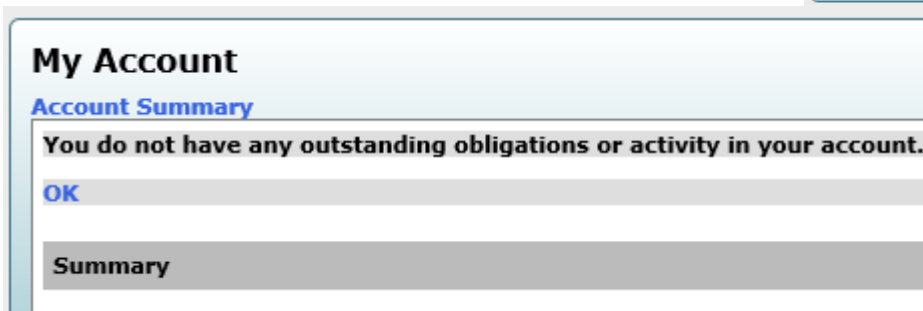 My Account
Account Summary
You do not have any outstanding obligations or activity in your account.
OK
Summary